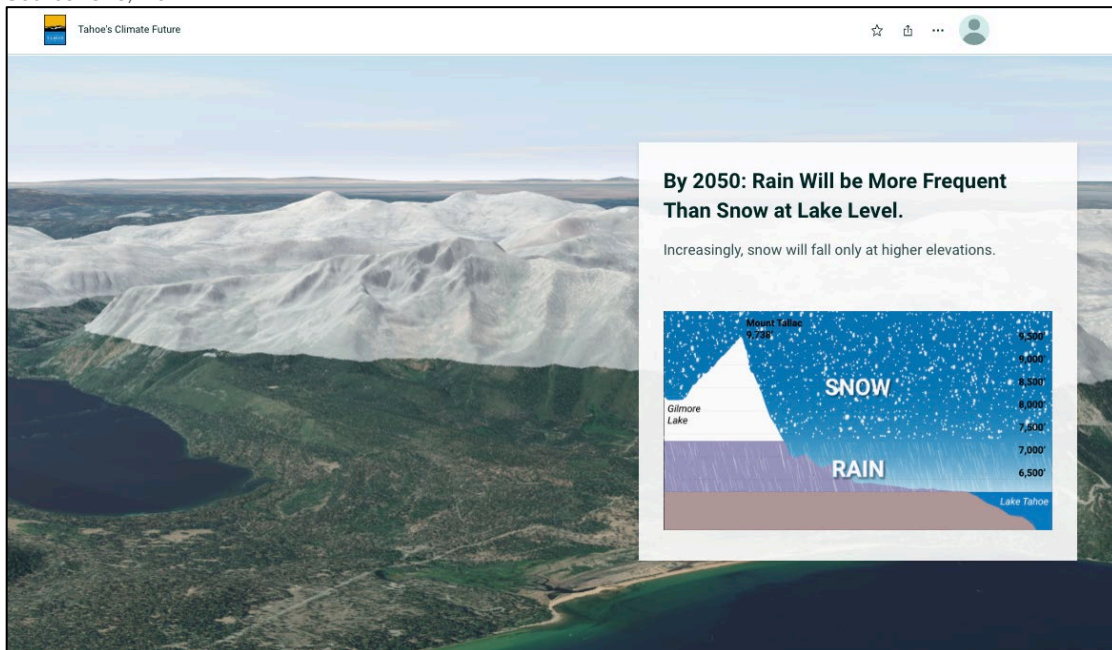 Tahoe's Climate Future
By 2050: Rain Will be More Frequent
Than Snow at Lake Level.
Increasingly, snow will fall only at higher elevations.
Mount Tallac
9,738'
9,500'
9,000'
SNOW
8,500'
Gilmore
Lake
8,000'
7,500'
7,000'
RAIN
6,500'
Lake Tahoe